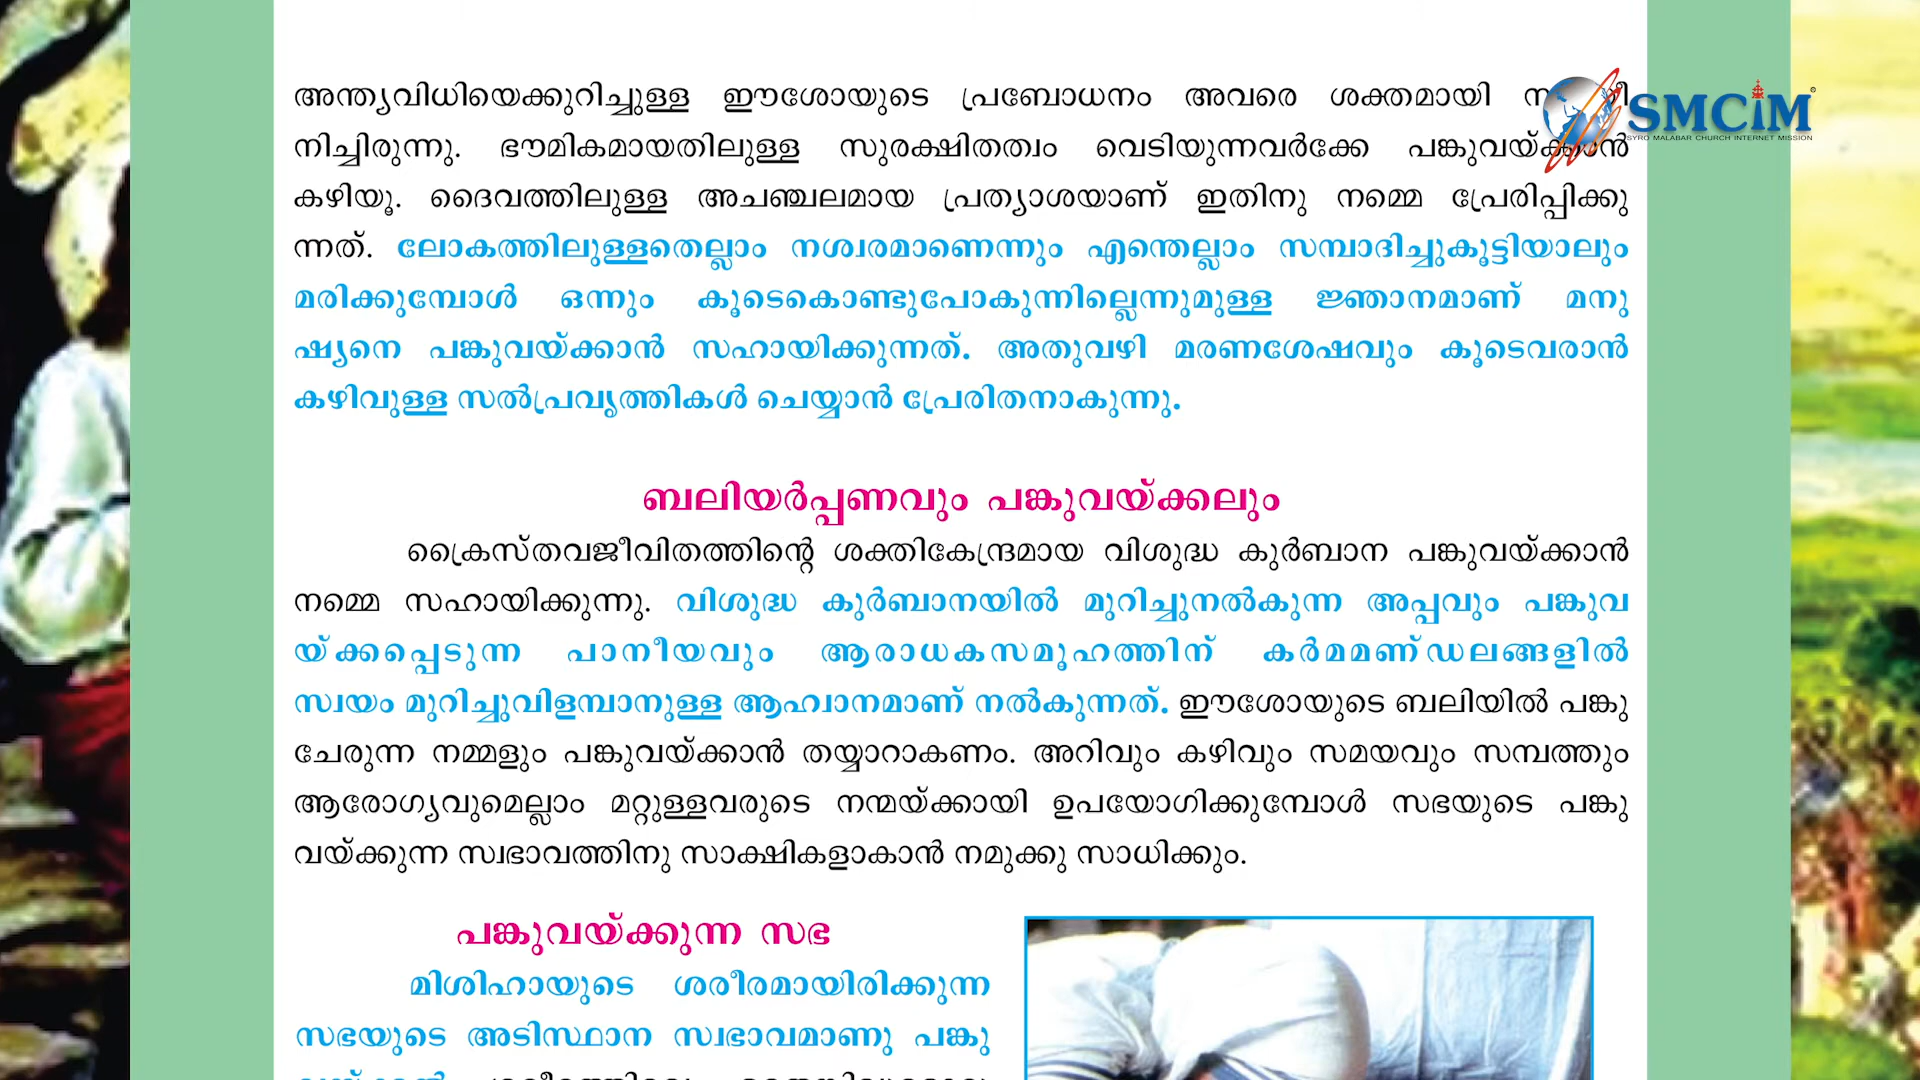 അന്ത്യവിധിയെക്കുറിച്ചുള്ള ഈശോയുടെ പ്രബോധനം അവരെ ശക്തമായി
നിച്ചിരുന്നു. ഭൗമികമായതിലുള്ള സുരക്ഷിതത്വം വെടിയുന്നവർക്കേ പങ്കുവയ്ക്കാൻ
കഴിയൂ. ദൈവത്തിലുള്ള അചഞ്ചലമായ പ്രത്യാശയാണ് ഇതിനു നമ്മെ പ്രേരിപ്പിക്കു
ന്നത്. ലോകത്തിലുള്ളതെല്ലാം നശ്വരമാണെന്നും എന്തെല്ലാം സമ്പാദിച്ചുകൂട്ടിയാലും
മരിക്കുമ്പോൾ ഒന്നും കൂടെകൊണ്ടുപോകുന്നില്ലെന്നുമുള്ള ജ്ഞാനമാണ് മനു
ഷ്യനെ പങ്കുവയ്ക്കാൻ സഹായിക്കുന്നത്. അതുവഴി മരണശേഷവും കൂടെവരാൻ
കഴിവുള്ള സൽപ്രവൃത്തികൾ ചെയ്യാൻ പ്രേരിതനാകുന്നു.
ബലിയർപ്പണവും പങ്കുവയ്ക്കലും
ക്രൈസ്തവജീവിതത്തിന്റെ ശക്തികേന്ദ്രമായ വിശുദ്ധ കുർബാന പങ്കുവയ്ക്കാൻ
നമ്മെ സഹായിക്കുന്നു. വിശുദ്ധ കുർബാനയിൽ മുറിച്ചുനൽകുന്ന അപ്പവും പങ്കുവ
യ്ക്കപ്പെടുന്ന പാനീയവും ആരാധകസമൂഹത്തിന് കർമമണ്ഡലങ്ങളിൽ
സ്വയം മുറിച്ചുവിളമ്പാനുള്ള ആഹ്വാനമാണ് നൽകുന്നത്. ഈശോയുടെ ബലിയിൽ പങ്കു
ചേരുന്ന നമ്മളും പങ്കുവയ്ക്കാൻ തയ്യാറാകണം. അറിവും കഴിവും സമയവും സമ്പത്തും
ആരോഗ്യവുമെല്ലാം മറ്റുള്ളവരുടെ നന്മയ്ക്കായി ഉപയോഗിക്കുമ്പോൾ സഭയുടെ പങ്കു
വയ്ക്കുന്ന സ്വഭാവത്തിനു സാക്ഷികളാകാൻ നമുക്കു സാധിക്കും.
പങ്കുവയ്ക്കുന്ന സഭ
മിശിഹായുടെ ശരീരമായിരിക്കുന്ന
സഭയുടെ അടിസ്ഥാന സ്വഭാവമാണു പങ്കു
SMCIM
SYRO MALABAR CHURCH INTERNET MISSION